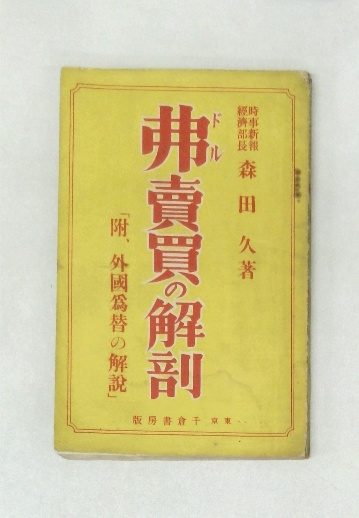 時事新報
經濟部長
森田久著
弗賣買の解剖
ドル
「附、外國爲替の解說」
東京 千倉書房版